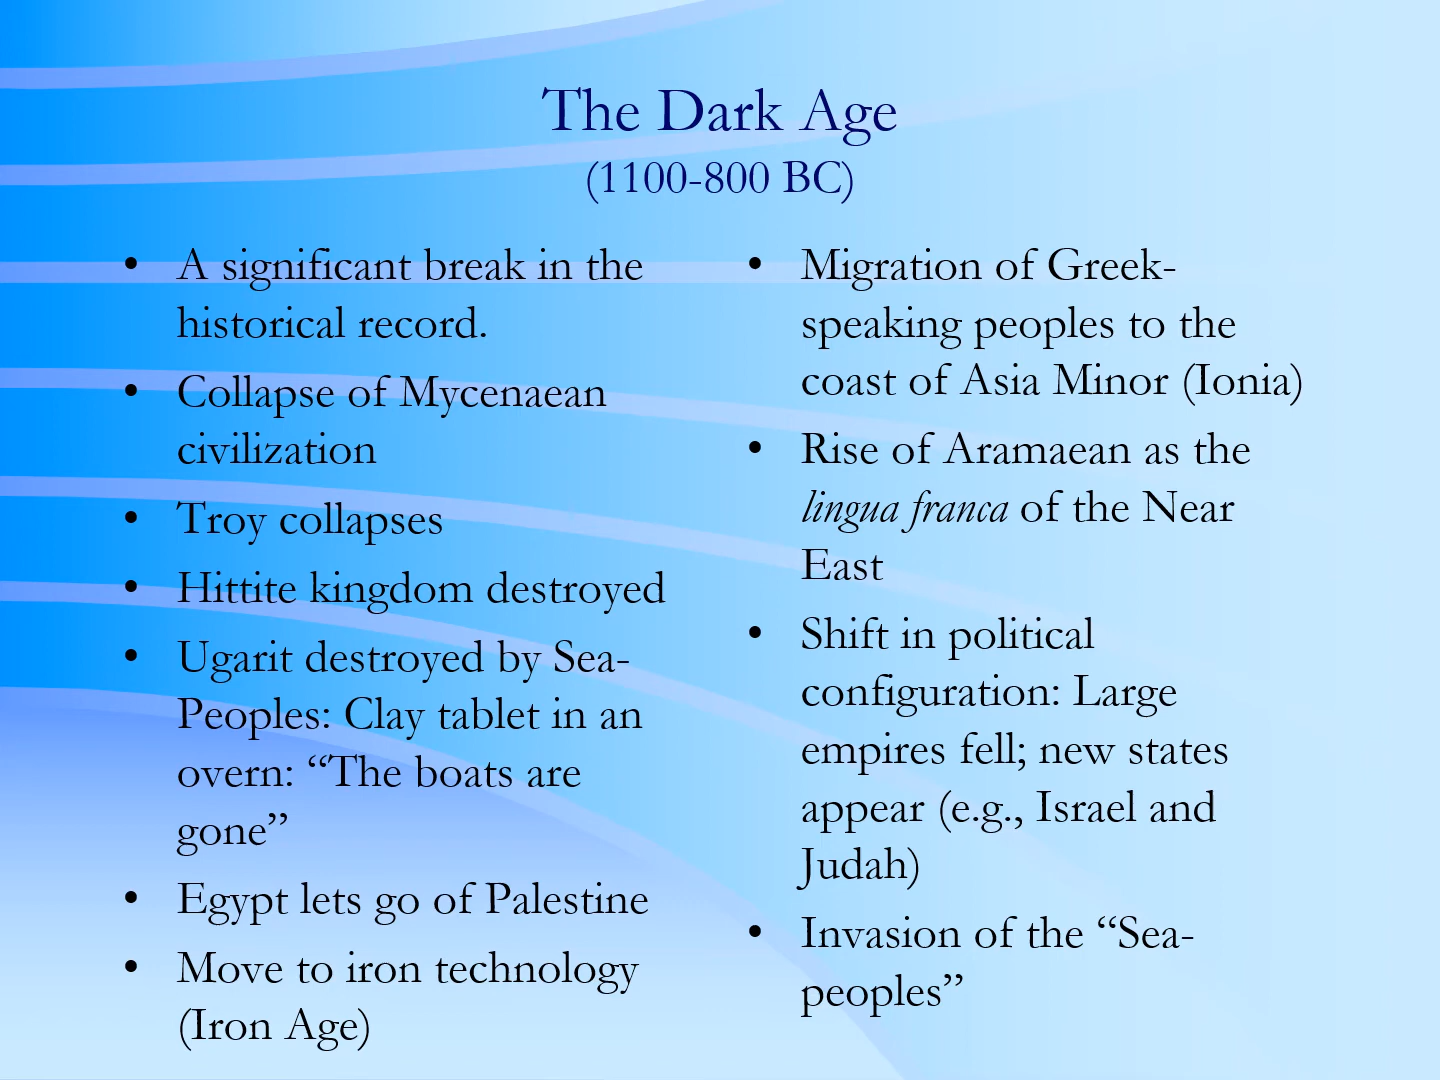 The Dark Age
(1100-800 BC)
• A significant break in the
historical record.
• Collapse of Mycenaean
civilization
• Troy collapses
• Hittite kingdom destroyed
• Ugarit destroyed by Sea-
Peoples: Clay tablet in an
overn: “The boats are
gone”
• Egypt lets go of Palestine
• Move to iron technology
(Iron Age)
• Migration of Greek-
speaking peoples to the
coast of Asia Minor (Ionia)
• Rise of Aramaean as the
lingua franca of the Near
East
• Shift in political
configuration: Large
empires fell; new states
appear (e.g., Israel and
Judah)
• Invasion of the “Sea-
peoples”